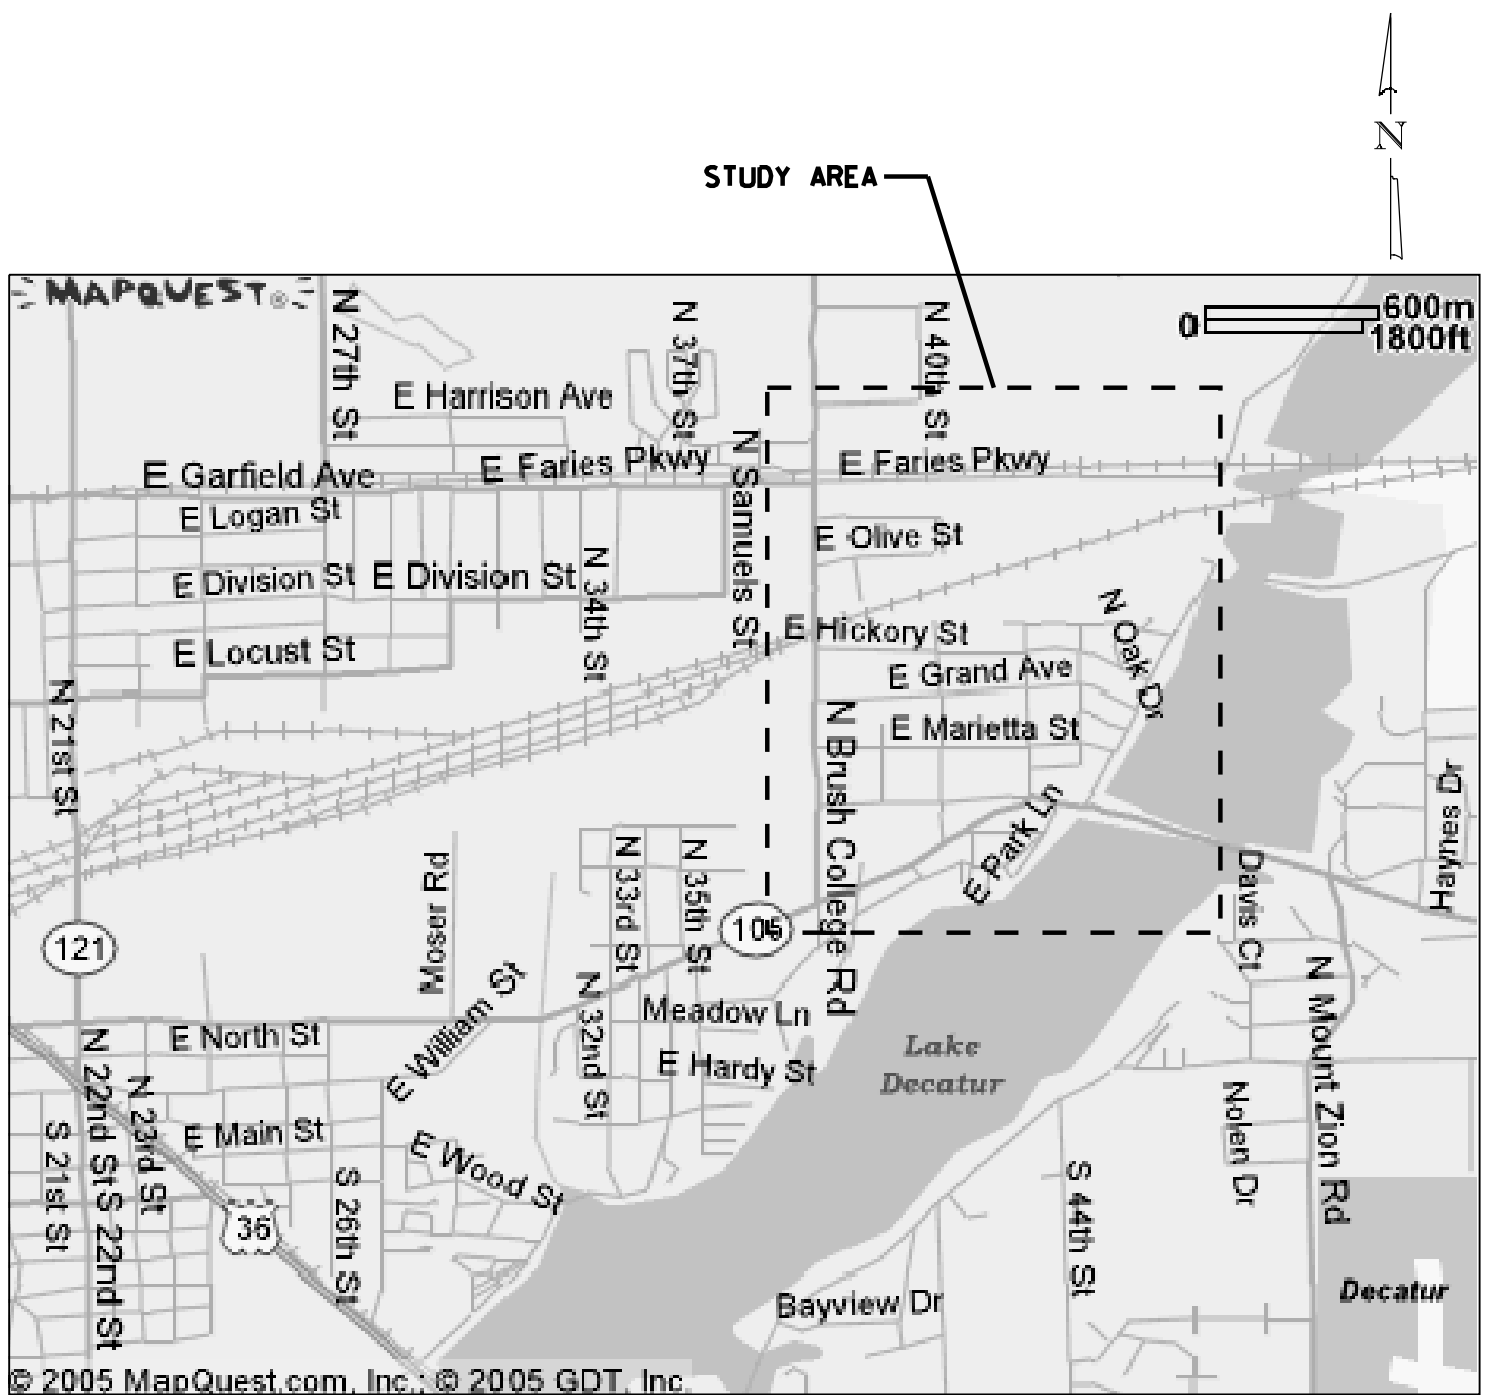 N
STUDY AREA
MAPQUEST®
0
600m
1800ft
N 27th St
N 37th St
N 40th St
E Harrison Ave
N Samuels St
E Garfield Ave
E Faries Pkwy
E Faries Pkwy
E Logan St
E Olive St
E Division St
E Division St
N 34th St
N Oak Dr
E Hickory St
E Locust St
E Grand Ave
N 21st St
N Brush College Rd
E Marietta St
E Park Ln
Haynes Dr
Moser Rd
N 33rd St
N 35th St
Davis Ct
121
E William St
N 32nd St
N Mount Zion Rd
Meadow Ln
E North St
N 22nd St
E Hardy St
Lake
Decatur
N 23rd St
Nolen Dr
S 21st St
E Main St
E Wood St
S 26th St
S 44th St
S 22nd St
36
Bayview Dr
Decatur
© 2005 MapQuest.com, Inc.; © 2005 GDT, Inc.